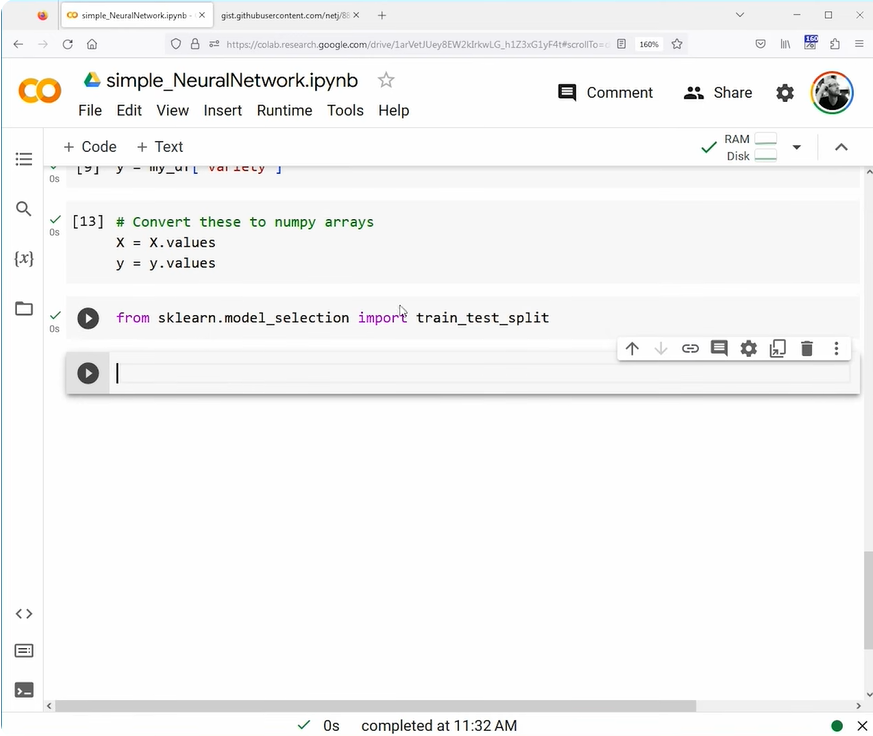 simple_NeuralNetwork.ipynb -
gist.githubusercontent.com/netj/88
https://colab.research.google.com/drive/1arVetJUey8EW2kIrkwLG_h1Z3xG1yF4t#scrollTo=
160%
160
simple_NeuralNetwork.ipynb
File Edit View Insert Runtime Tools Help
Comment
Share
+ Code + Text
RAM
Disk
[9] y = my_df['variety']
0s
[13] # Convert these to numpy arrays
0s
X = X.values
y = y.values
from sklearn.model_selection import train_test_split
0s
{x}
0s completed at 11:32 AM